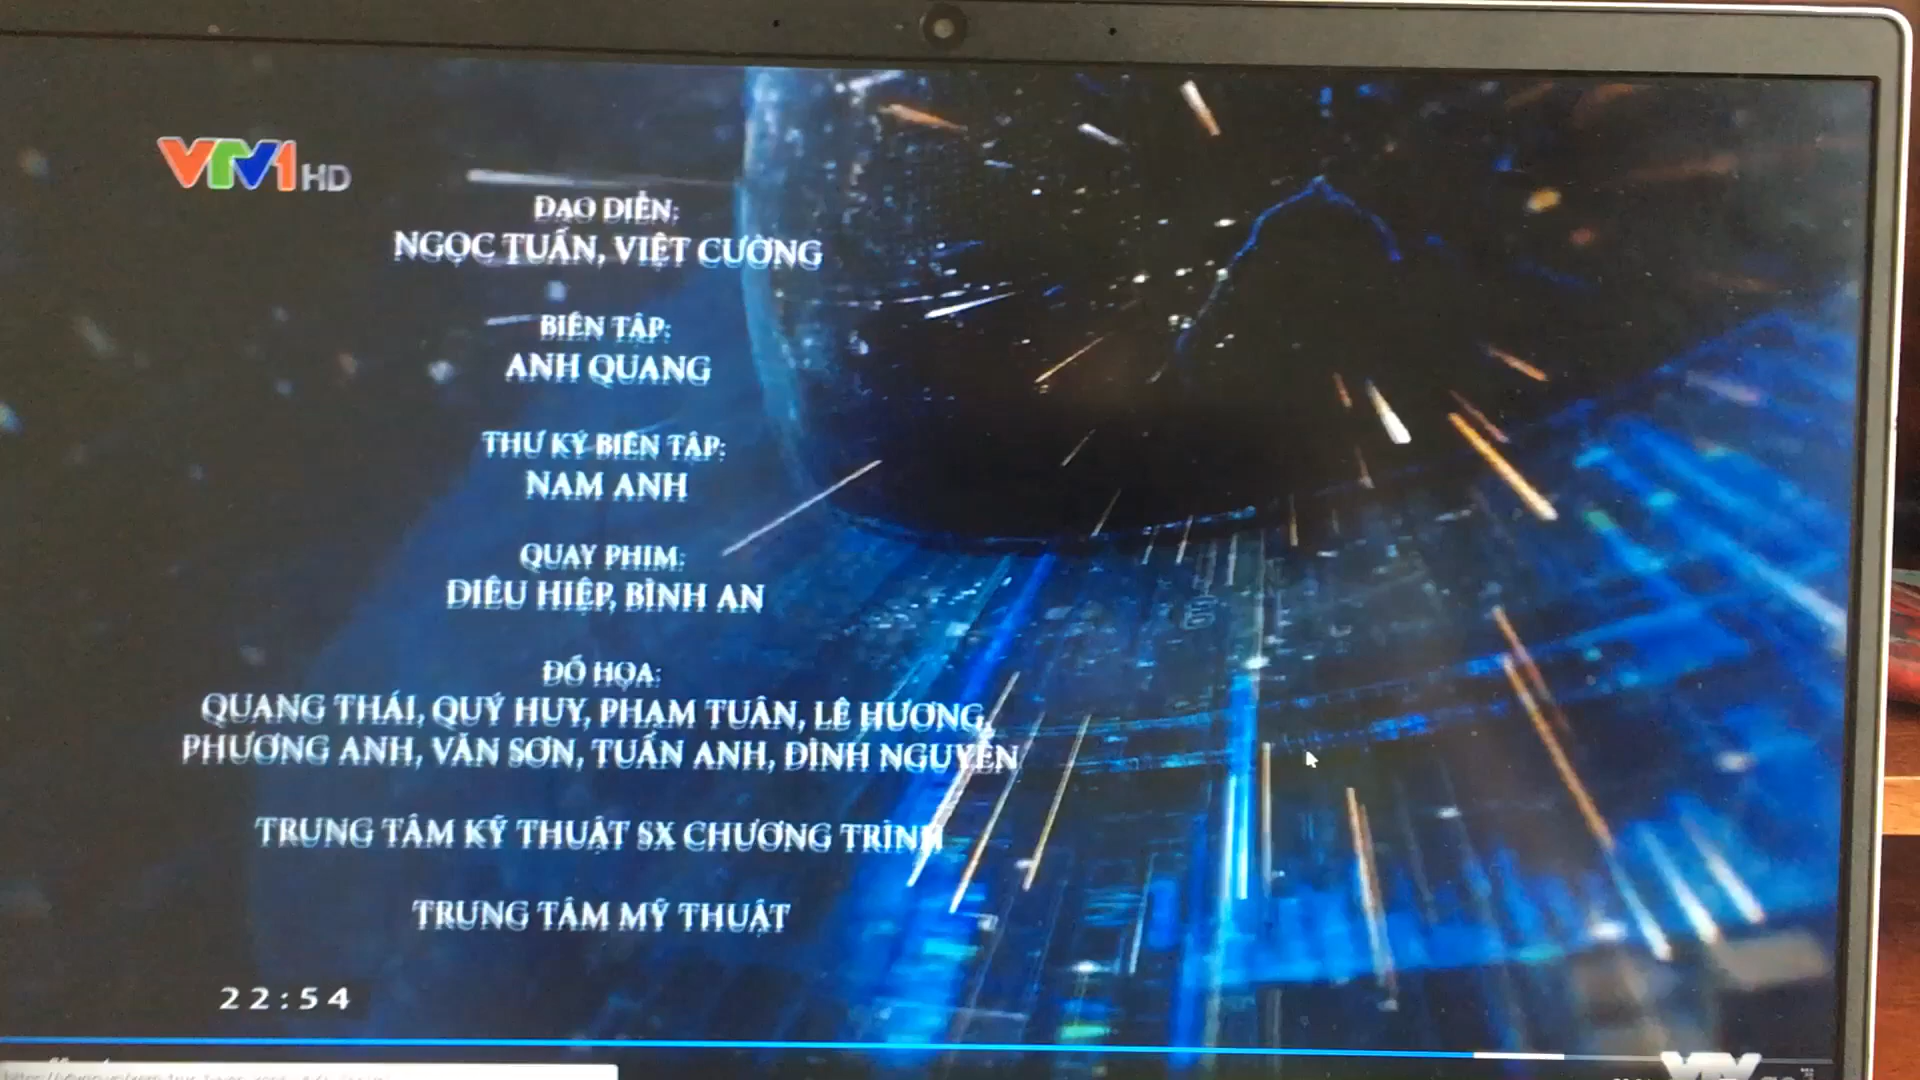 VTV1 HD
ĐẠO DIỄN:
NGỌC TUẤN, VIỆT CƯỜNG
BIÊN TẬP:
ANH QUANG
THƯ KÝ BIÊN TẬP:
NAM ANH
QUAY PHIM:
DIÊU HIỆP, BÌNH AN
ĐỒ HỌA:
QUANG THÁI, QUÝ HUY, PHẠM TUÂN, LÊ HƯƠNG,
PHƯƠNG ANH, VĂN SƠN, TUẤN ANH, ĐÌNH NGUYÊN
TRUNG TÂM KỸ THUẬT SX CHƯƠNG TRÌNH
TRUNG TÂM MỸ THUẬT
22:54
VTV